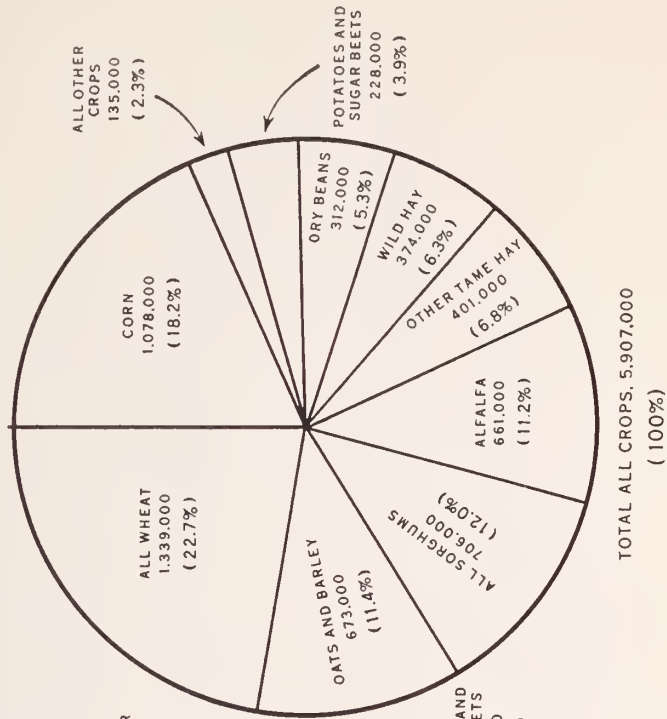 ALL OTHER
CROPS
135.000
(2.3%)
POTATOES AND
SUGAR BEETS
228.000
(3.9%)
CORN
1.078.000
(18.2%)
ORY BEANS
312.000
(5.3%)
WILD HAY
374.000
(6.3%)
OTHER TAME HAY
401.000
(6.8%)
ALFALFA
661.000
(11.2%)
ALL SORGHUMS
706.000
(12.0%)
OATS AND BARLEY
673.000
(11.4%)
ALL WHEAT
1.339.000
(22.7%)
AND
ETS
TOTAL ALL CROPS, 5.907.000
(100%)